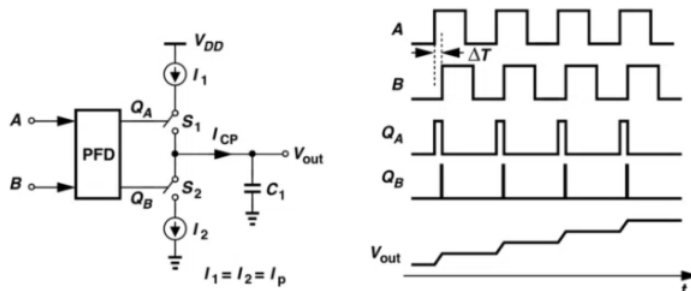 V_DD
I_1
A
Q_A
S_1
I_CP
V_out
PFD
B
Q_B
S_2
C_1
I_2
I_1 = I_2 = I_p
A
ΔT
B
Q_A
Q_B
V_out
t